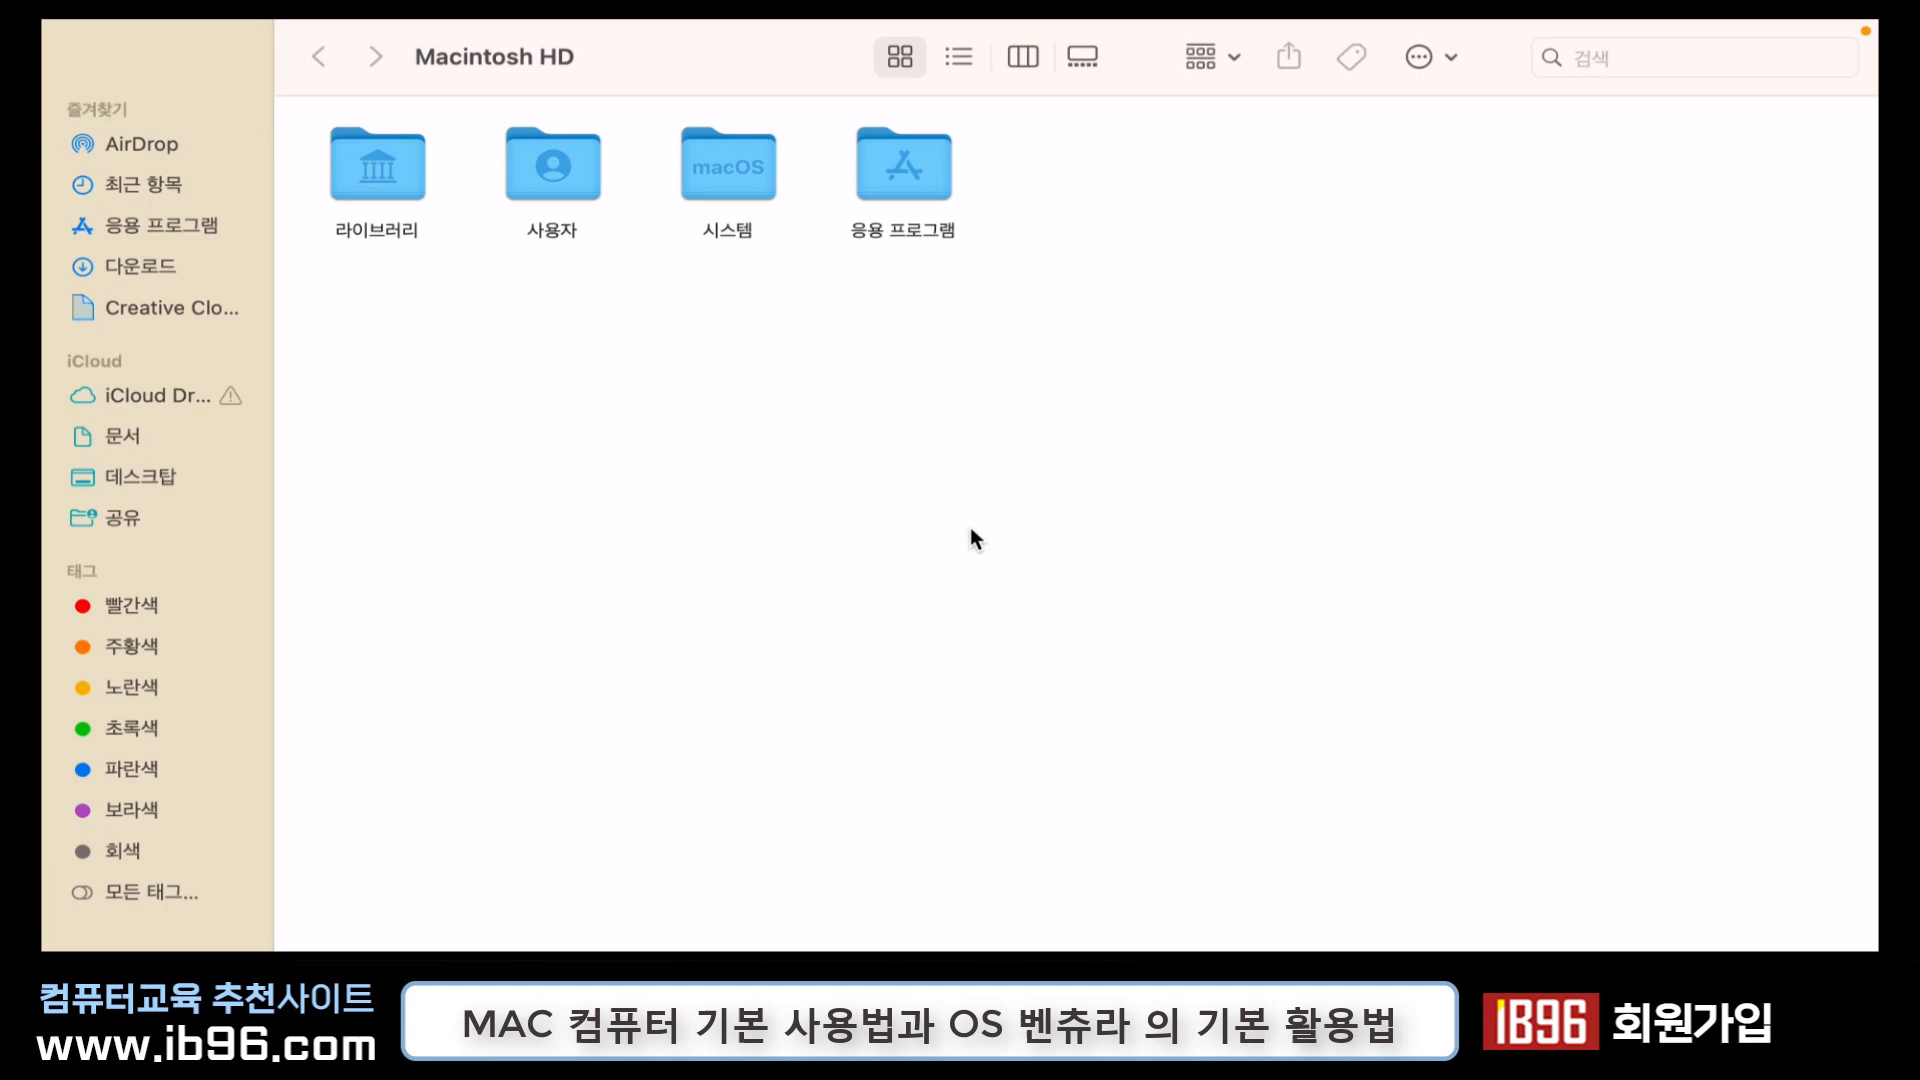 Macintosh HD
검색
즐겨찾기
AirDrop
최근 항목
응용 프로그램
다운로드
Creative Clo...
iCloud
iCloud Dr...
문서
데스크탑
공유
태그
빨간색
주황색
노란색
초록색
파란색
보라색
회색
모든 태그...
macOS
라이브러리
사용자
시스템
응용 프로그램
컴퓨터교육 추천사이트
www.ib96.com
MAC 컴퓨터 기본 사용법과 OS 벤츄라 의 기본 활용법
IB96 회원가입